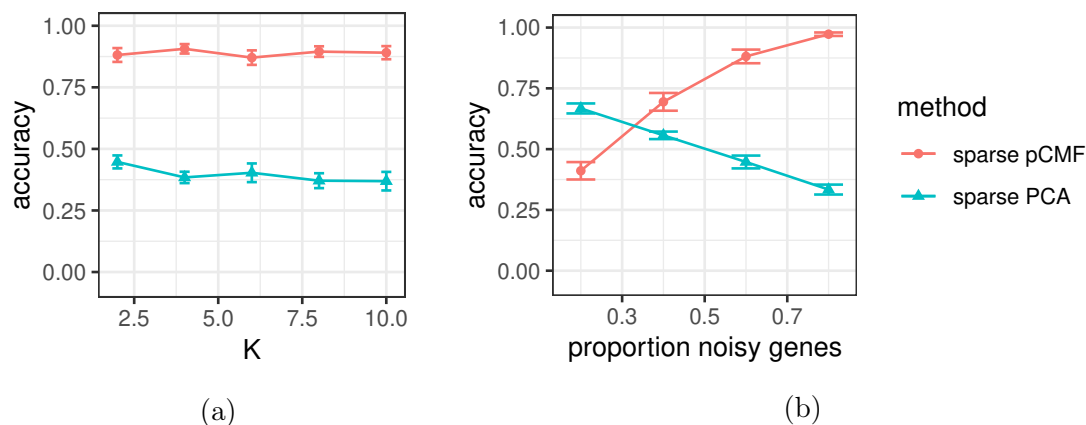 1.00
0.75
0.50
0.25
0.00
accuracy
2.5 5.0 7.5 10.0
K
(a)
1.00
0.75
0.50
0.25
0.00
accuracy
0.3 0.5 0.7
proportion noisy genes
(b)
method
sparse pCMF
sparse PCA